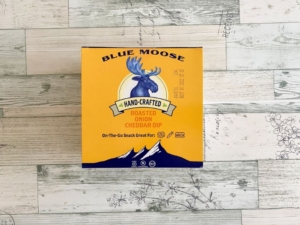 BLUE MOOSE
HAND-CRAFTED
ROASTED
ONION
CHEDDAR DIP
On-The-Go Snack Great For: